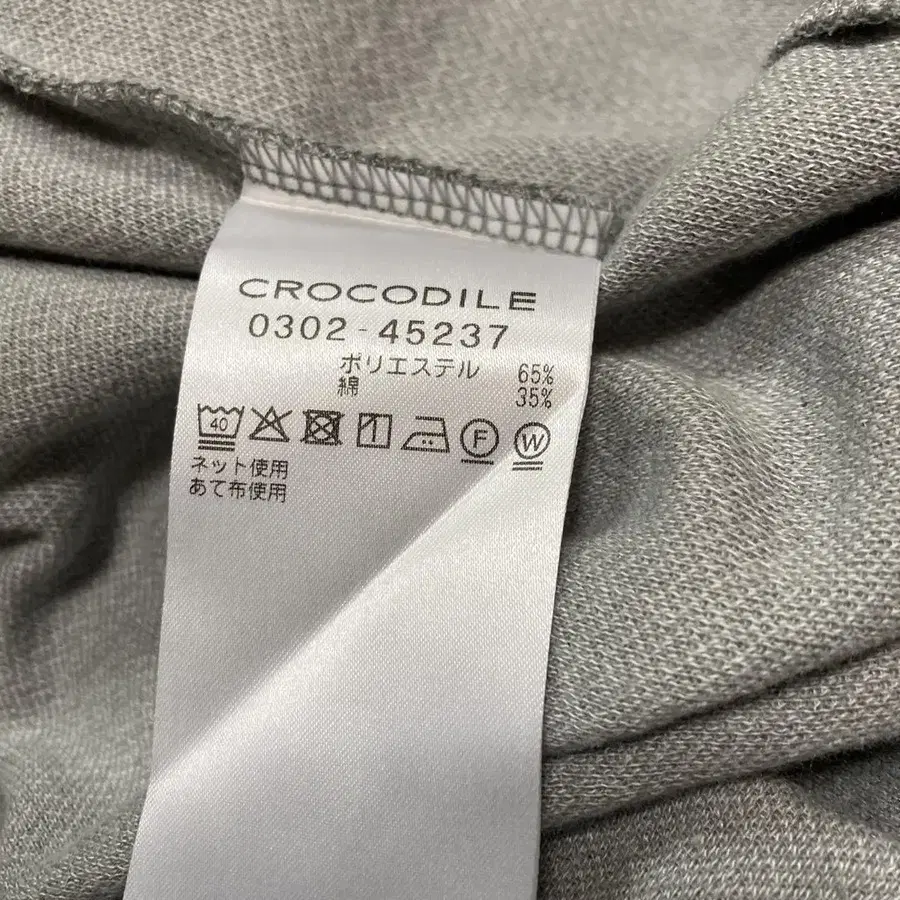 CROCODILE
0302-45237
ポリエステル 65%
綿 35%
40 F W
ネット使用
あて布使用